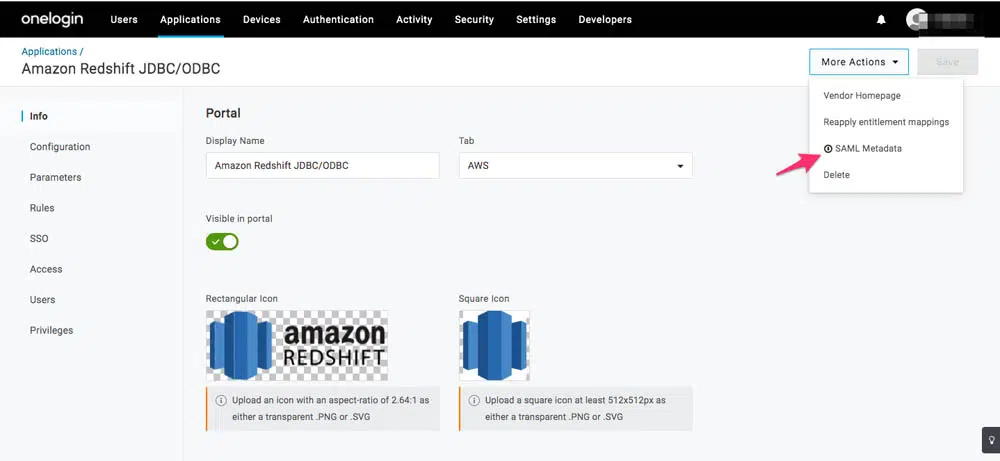 onelogin Users Applications Devices Authentication Activity Security Settings Developers
Applications /
Amazon Redshift JDBC/ODBC
More Actions
Save
Vendor Homepage
Reapply entitlement mappings
SAML Metadata
Delete
Info
Configuration
Parameters
Rules
SSO
Access
Users
Privileges
Portal
Display Name
Amazon Redshift JDBC/ODBC
Tab
AWS
Visible in portal
Rectangular Icon
amazon
REDSHIFT
Upload an icon with an aspect-ratio of 2.64:1 as
either a transparent .PNG or .SVG
Square Icon
Upload a square icon at least 512x512px as
either a transparent .PNG or .SVG